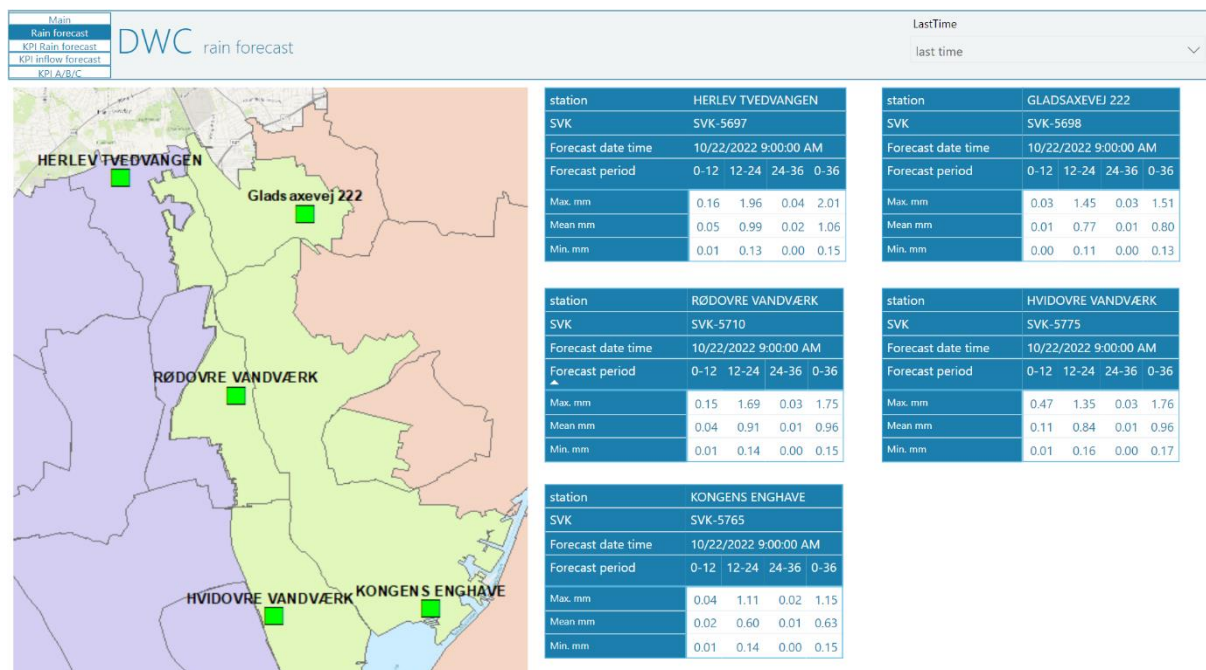 Main
Rain forecast
KPI Rain forecast
KPI inflow forecast
KPI A/B/C
DWC rain forecast
LastTime
last time
HERLEV TVEDVANGEN
Gladsaxevej 222
RØDOVRE VANDVÆRK
HVIDOVRE VANDVÆRK
KONGENS ENGHAVE
station HERLEV TVEDVANGEN
SVK SVK-5697
Forecast date time 10/22/2022 9:00:00 AM
Forecast period 0-12 12-24 24-36 0-36
Max. mm 0.16 1.96 0.04 2.01
Mean mm 0.05 0.99 0.02 1.06
Min. mm 0.01 0.13 0.00 0.15
station GLADSAXEVEJ 222
SVK SVK-5698
Forecast date time 10/22/2022 9:00:00 AM
Forecast period 0-12 12-24 24-36 0-36
Max. mm 0.03 1.45 0.03 1.51
Mean mm 0.01 0.77 0.01 0.80
Min. mm 0.00 0.11 0.00 0.13
station RØDOVRE VANDVÆRK
SVK SVK-5710
Forecast date time 10/22/2022 9:00:00 AM
Forecast period 0-12 12-24 24-36 0-36
Max. mm 0.15 1.69 0.03 1.75
Mean mm 0.04 0.91 0.01 0.96
Min. mm 0.01 0.14 0.00 0.15
station HVIDOVRE VANDVÆRK
SVK SVK-5775
Forecast date time 10/22/2022 9:00:00 AM
Forecast period 0-12 12-24 24-36 0-36
Max. mm 0.47 1.35 0.03 1.76
Mean mm 0.11 0.84 0.01 0.96
Min. mm 0.01 0.16 0.00 0.17
station KONGENS ENGHAVE
SVK SVK-5765
Forecast date time 10/22/2022 9:00:00 AM
Forecast period 0-12 12-24 24-36 0-36
Max. mm 0.04 1.11 0.02 1.15
Mean mm 0.02 0.60 0.01 0.63
Min. mm 0.01 0.14 0.00 0.15